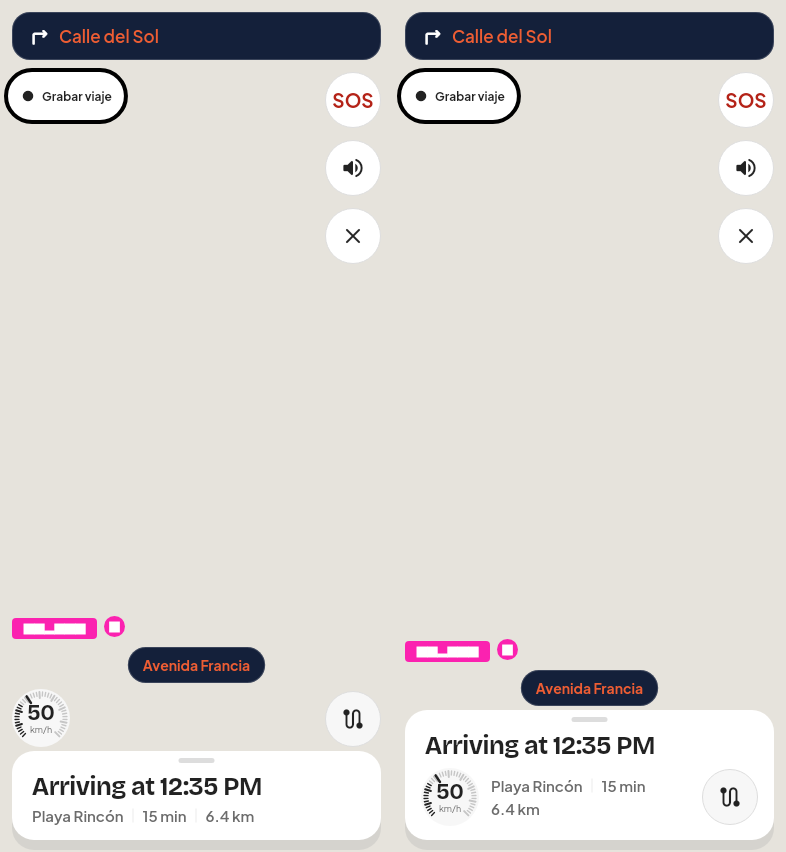 Calle del Sol
Grabar viaje
SOS
Avenida Francia
50
km/h
Arriving at 12:35 PM
Playa Rincón 15 min 6.4 km
Calle del Sol
Grabar viaje
SOS
Avenida Francia
Arriving at 12:35 PM
50
km/h
Playa Rincón 15 min
6.4 km